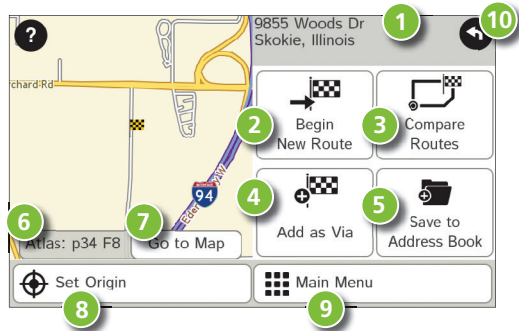 ?
9855 Woods Dr
Skokie, Illinois
1
10
chard Rd
2
Begin
New Route
3
Compare
Routes
94
4
Add as Via
5
Save to
Address Book
6
Atlas: p34 F8
7
Go to Map
Set Origin
Main Menu
8
9